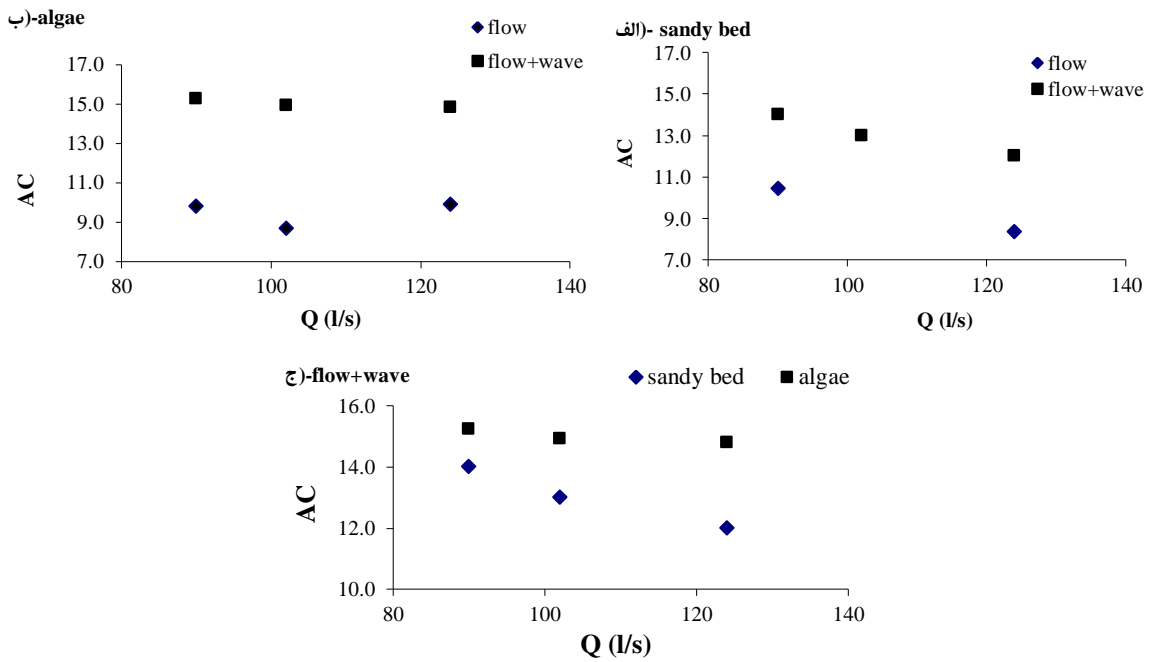 ب)-algae
flow
flow+wave
17.0
15.0
13.0
11.0
9.0
7.0
AC
80
100
120
140
Q (l/s)
الف)- sandy bed
flow
flow+wave
17.0
15.0
13.0
11.0
9.0
7.0
AC
80
100
120
140
Q (l/s)
ج)-flow+wave
sandy bed
algae
16.0
14.0
12.0
10.0
AC
80
100
120
140
Q (l/s)